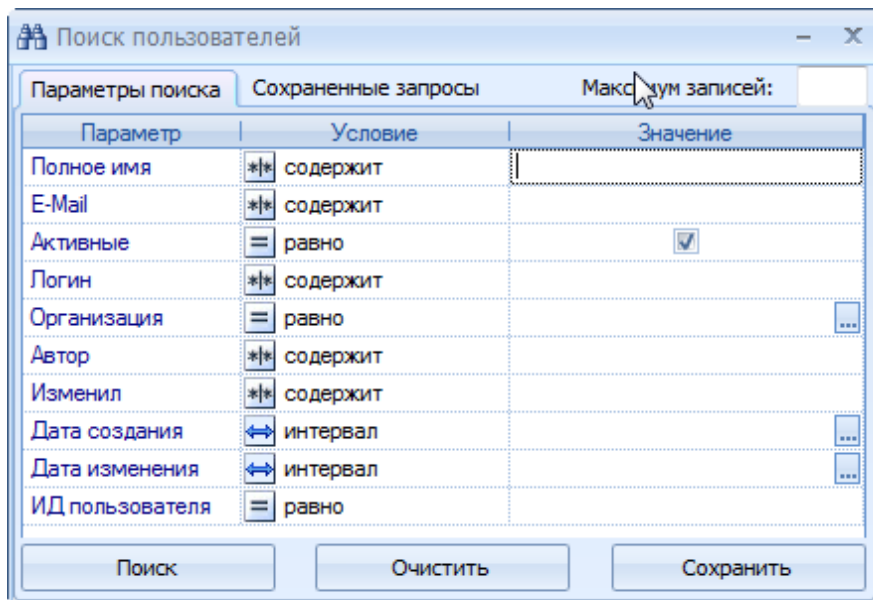 Поиск пользователей
Параметры поиска Сохраненные запросы Максимум записей:
Параметр Условие Значение
Полное имя содержит
E-Mail содержит
Активные равно
Логин содержит
Организация равно ...
Автор содержит
Изменил содержит
Дата создания интервал ...
Дата изменения интервал ...
ИД пользователя равно
Поиск Очистить Сохранить